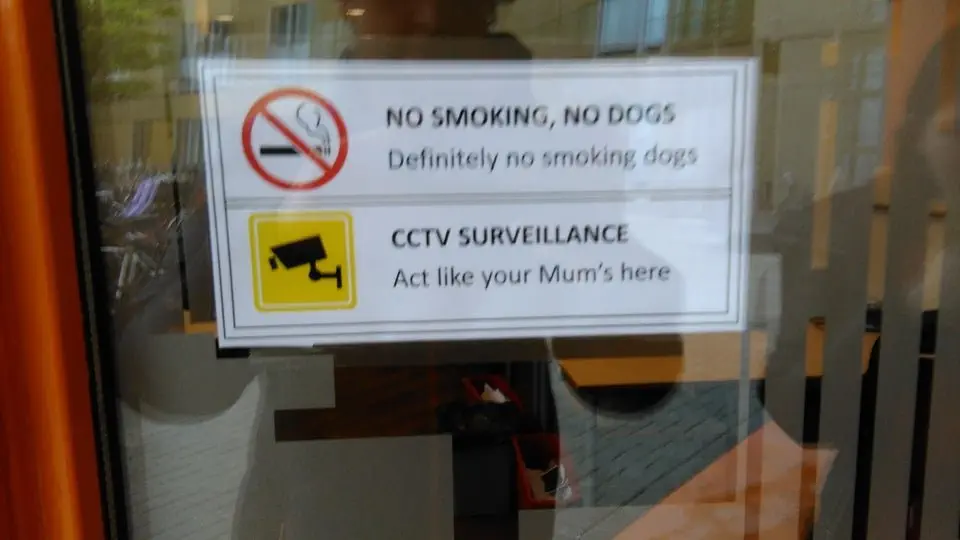 NO SMOKING, NO DOGS
Definitely no smoking dogs
CCTV SURVEILLANCE
Act like your Mum's here